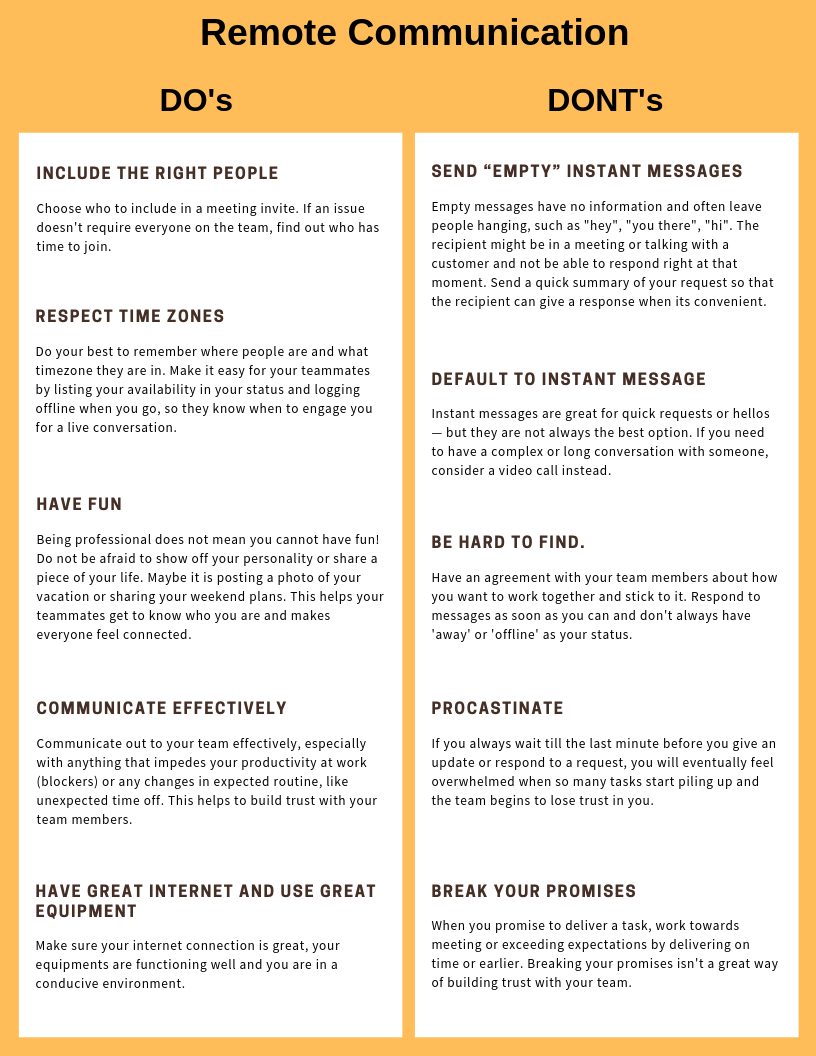 Remote Communication
DO's
INCLUDE THE RIGHT PEOPLE
Choose who to include in a meeting invite. If an issue
doesn't require everyone on the team, find out who has
time to join.
RESPECT TIME ZONES
Do your best to remember where people are and what
timezone they are in. Make it easy for your teammates
by listing your availability in your status and logging
offline when you go, so they know when to engage you
for a live conversation.
HAVE FUN
Being professional does not mean you cannot have fun!
Do not be afraid to show off your personality or share a
piece of your life. Maybe it is posting a photo of your
vacation or sharing your weekend plans. This helps your
teammates get to know who you are and makes
everyone feel connected.
COMMUNICATE EFFECTIVELY
Communicate out to your team effectively, especially
with anything that impedes your productivity at work
(blockers) or any changes in expected routine, like
unexpected time off. This helps to build trust with your
team members.
HAVE GREAT INTERNET AND USE GREAT
EQUIPMENT
Make sure your internet connection is great, your
equipments are functioning well and you are in a
conducive environment.
DONT's
SEND “EMPTY” INSTANT MESSAGES
Empty messages have no information and often leave
people hanging, such as "hey", "you there", "hi". The
recipient might be in a meeting or talking with a
customer and not be able to respond right at that
moment. Send a quick summary of your request so that
the recipient can give a response when its convenient.
DEFAULT TO INSTANT MESSAGE
Instant messages are great for quick requests or hellos
— but they are not always the best option. If you need
to have a complex or long conversation with someone,
consider a video call instead.
BE HARD TO FIND.
Have an agreement with your team members about how
you want to work together and stick to it. Respond to
messages as soon as you can and don't always have
'away' or 'offline' as your status.
PROCASTINATE
If you always wait till the last minute before you give an
update or respond to a request, you will eventually feel
overwhelmed when so many tasks start piling up and
the team begins to lose trust in you.
BREAK YOUR PROMISES
When you promise to deliver a task, work towards
meeting or exceeding expectations by delivering on
time or earlier. Breaking your promises isn't a great way
of building trust with your team.